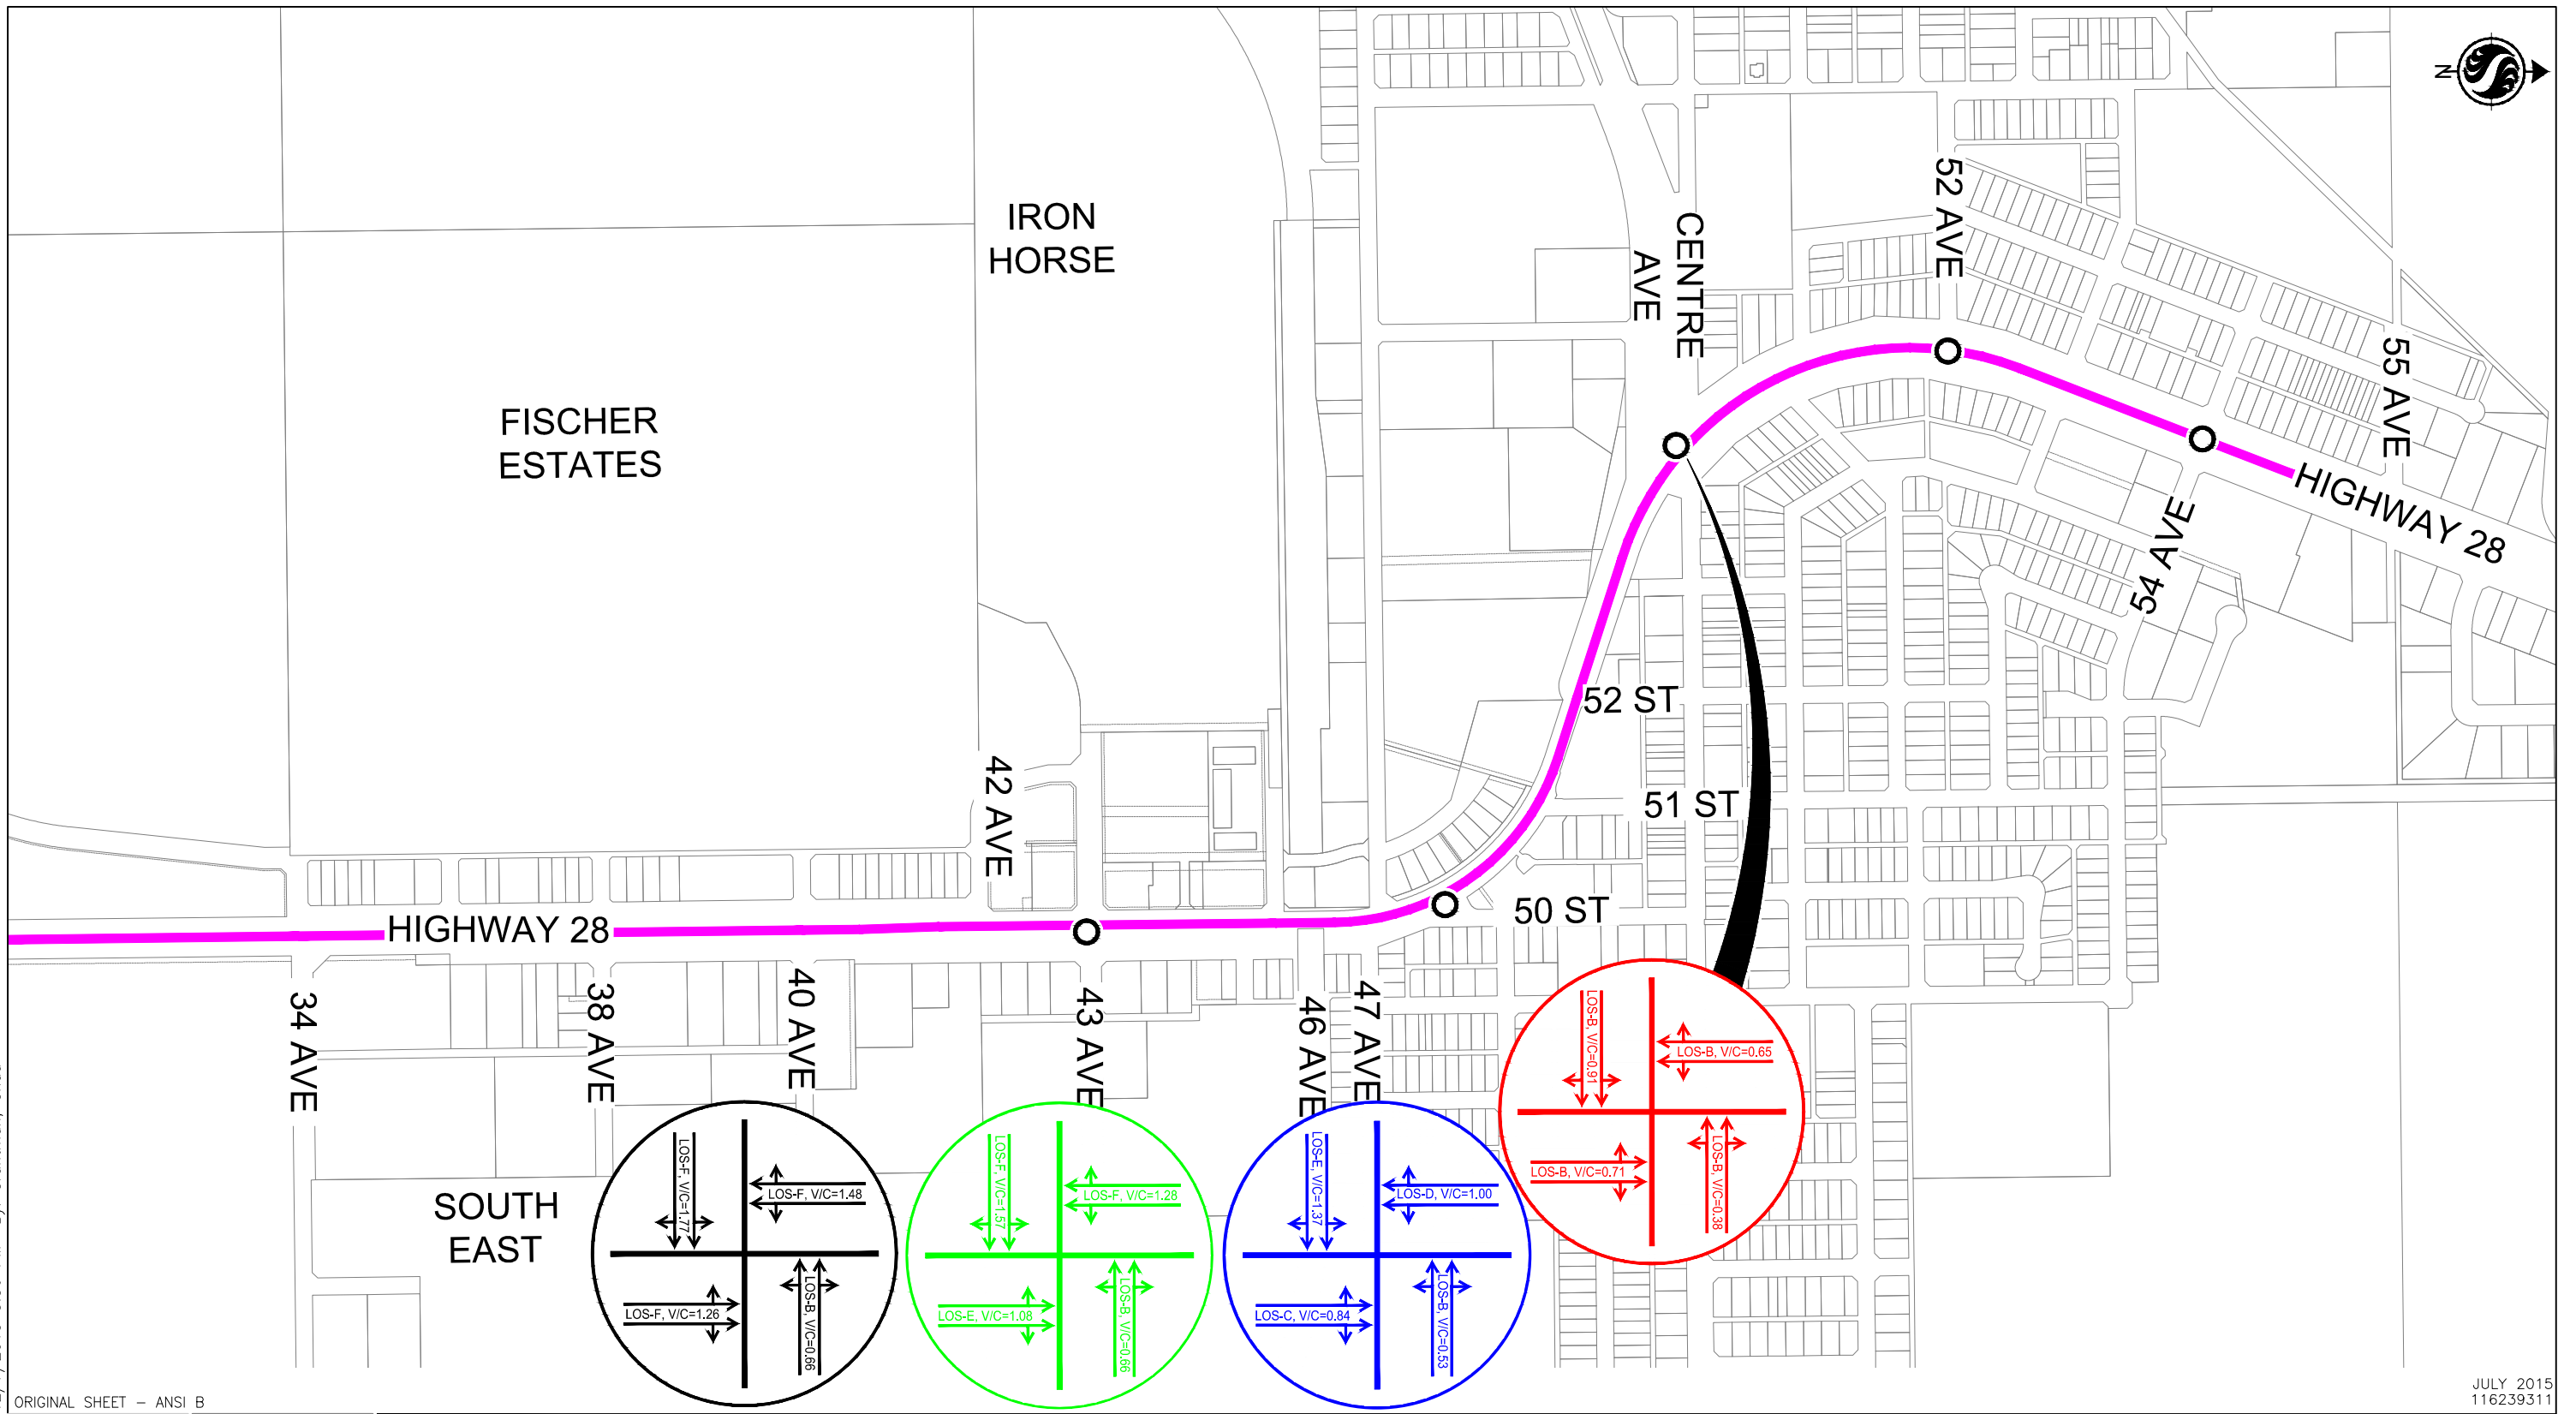 N
IRON
HORSE
FISCHER
ESTATES
CENTRE
AVE
52 AVE
55 AVE
HIGHWAY 28
54 AVE
52 ST
51 ST
50 ST
42 AVE
HIGHWAY 28
34 AVE
38 AVE
40 AVE
43 AVE
46 AVE
47 AVE
SOUTH
EAST
LOS-F, V/C=1.77
LOS-F, V/C=1.48
LOS-F, V/C=1.26
LOS-B, V/C=0.66
LOS-F, V/C=1.57
LOS-F, V/C=1.28
LOS-E, V/C=1.08
LOS-B, V/C=0.66
LOS-E, V/C=1.37
LOS-D, V/C=1.00
LOS-C, V/C=0.84
LOS-B, V/C=0.53
LOS-B, V/C=0.91
LOS-B, V/C=0.65
LOS-B, V/C=0.71
LOS-B, V/C=0.38
ORIGINAL SHEET - ANSI B
JULY 2015
116239311